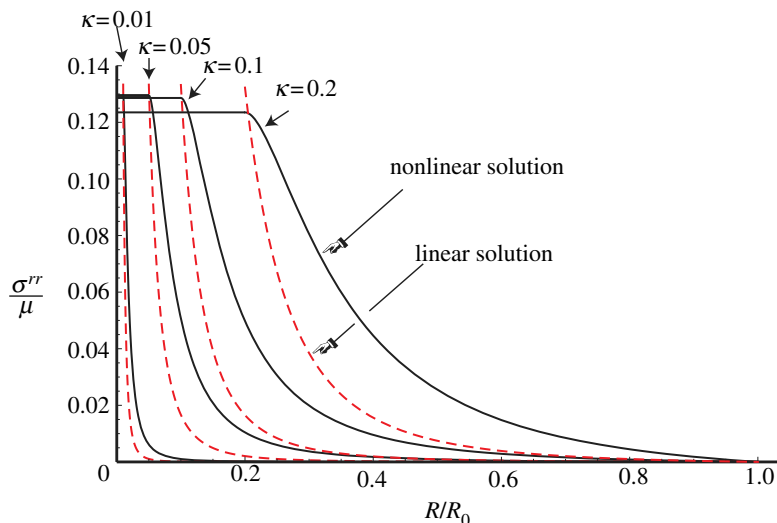 κ=0.01
κ=0.05
κ=0.1
κ=0.2
0.14
0.12
0.10
0.08
0.06
0.04
0.02
0
nonlinear solution
linear solution
σ^rr
μ
0.2
0.4
0.6
0.8
1.0
R/R₀